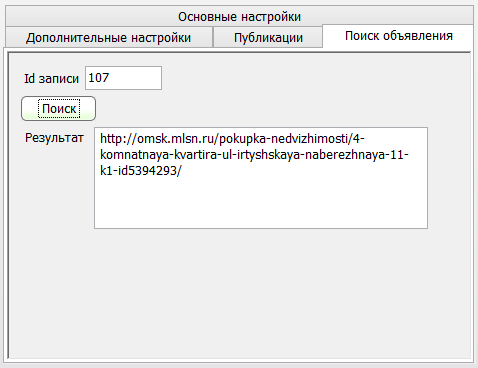 Основные настройки
Дополнительные настройки
Публикации
Поиск объявления
Id записи
107
Поиск
Результат
http://omsk.mlsn.ru/pokupka-nedvizhimosti/4-
komnatnaya-kvartira-ul-irtyshskaya-naberezhnaya-11-
k1-id5394293/